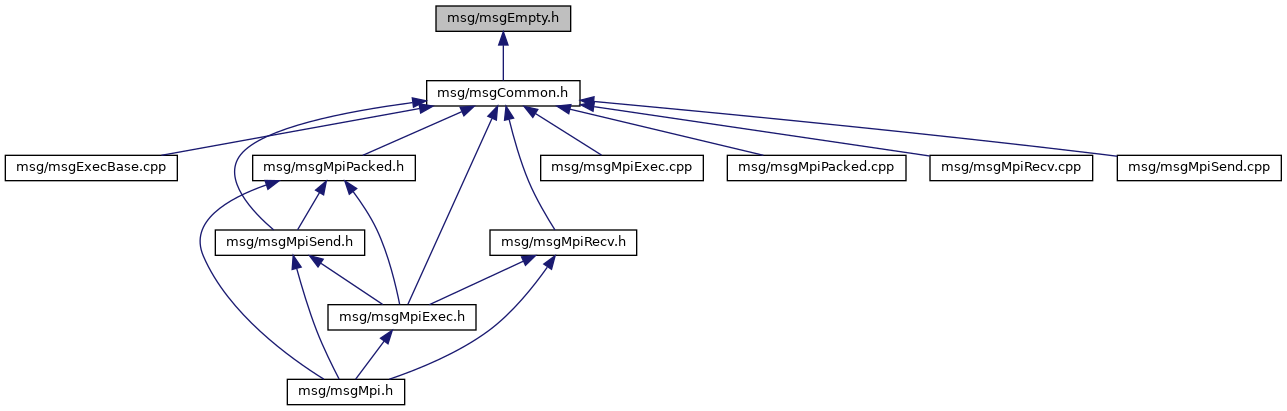 msg/msgEmpty.h
msg/msgCommon.h
msg/msgExecBase.cpp
msg/msgMpiPacked.h
msg/msgMpiExec.cpp
msg/msgMpiPacked.cpp
msg/msgMpiRecv.cpp
msg/msgMpiSend.cpp
msg/msgMpiSend.h
msg/msgMpiRecv.h
msg/msgMpiExec.h
msg/msgMpi.h